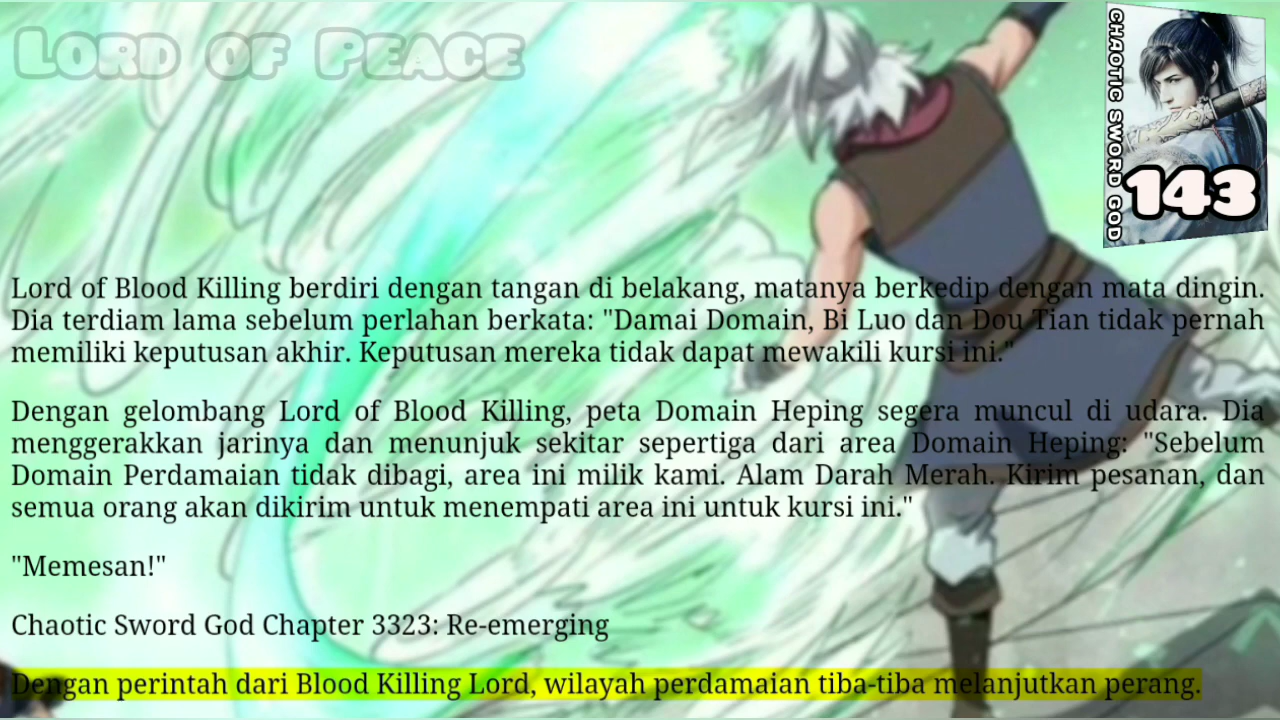 Lord of Peace
CHAOTIC SWORD GOD
143
Lord of Blood Killing berdiri dengan tangan di belakang, matanya berkedip dengan mata dingin.
Dia terdiam lama sebelum perlahan berkata: "Damai Domain, Bi Luo dan Dou Tian tidak pernah
memiliki keputusan akhir. Keputusan mereka tidak dapat mewakili kursi ini."
Dengan gelombang Lord of Blood Killing, peta Domain Heping segera muncul di udara. Dia
menggerakkan jarinya dan menunjuk sekitar sepertiga dari area Domain Heping: "Sebelum
Domain Perdamaian tidak dibagi, area ini milik kami. Alam Darah Merah. Kirim pesanan, dan
semua orang akan dikirim untuk menempati area ini untuk kursi ini."
"Memesan!"
Chaotic Sword God Chapter 3323: Re-emerging
Dengan perintah dari Blood Killing Lord, wilayah perdamaian tiba-tiba melanjutkan perang.